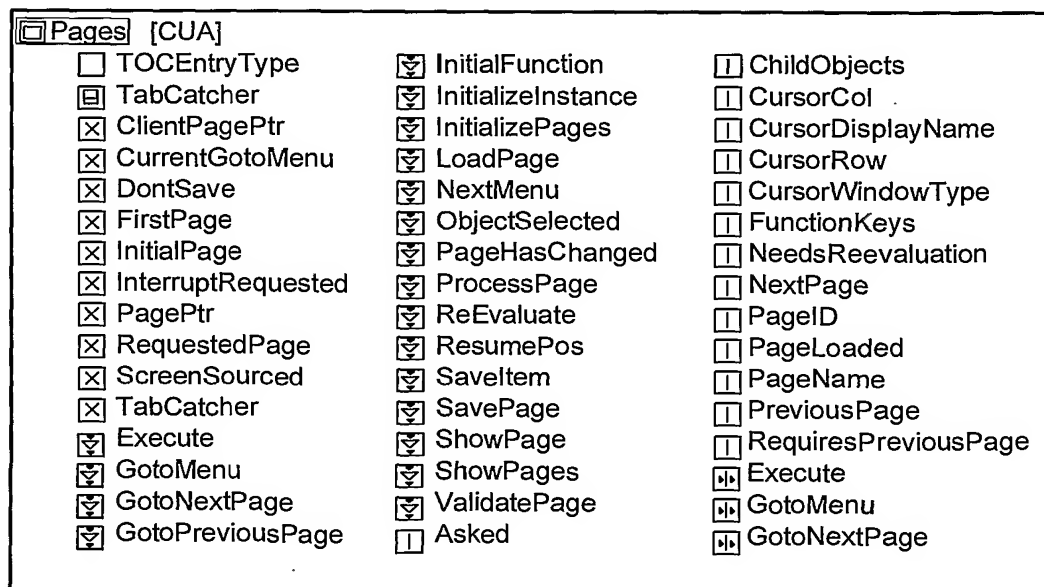 Pages [CUA]
TOCEntryType
TabCatcher
ClientPagePtr
CurrentGotoMenu
DontSave
FirstPage
InitialPage
InterruptRequested
PagePtr
RequestedPage
ScreenSourced
TabCatcher
Execute
GotoMenu
GotoNextPage
GotoPreviousPage
InitialFunction
InitializeInstance
InitializePages
LoadPage
NextMenu
ObjectSelected
PageHasChanged
ProcessPage
ReEvaluate
ResumePos
SaveItem
SavePage
ShowPage
ShowPages
ValidatePage
Asked
ChildObjects
CursorCol
CursorDisplayName
CursorRow
CursorWindowType
FunctionKeys
NeedsReevaluation
NextPage
PageID
PageLoaded
PageName
PreviousPage
RequiresPreviousPage
Execute
GotoMenu
GotoNextPage